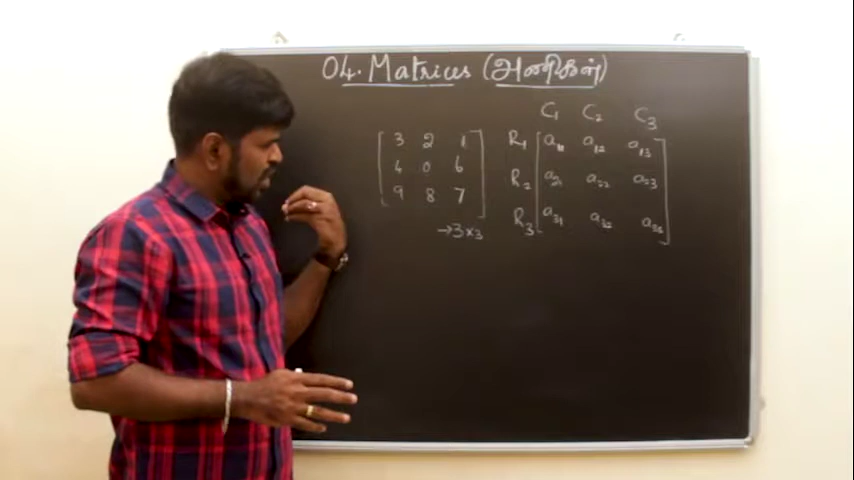 04. Matrices (அணிகள்)
C₁ C₂ C₃
3 2 1 R₁ a₁₁ a₁₂ a₁₃
4 0 6 R₂ a₂₁ a₂₂ a₂₃
9 8 7 R₃ a₃₁ a₃₂ a₃₃
→3×3